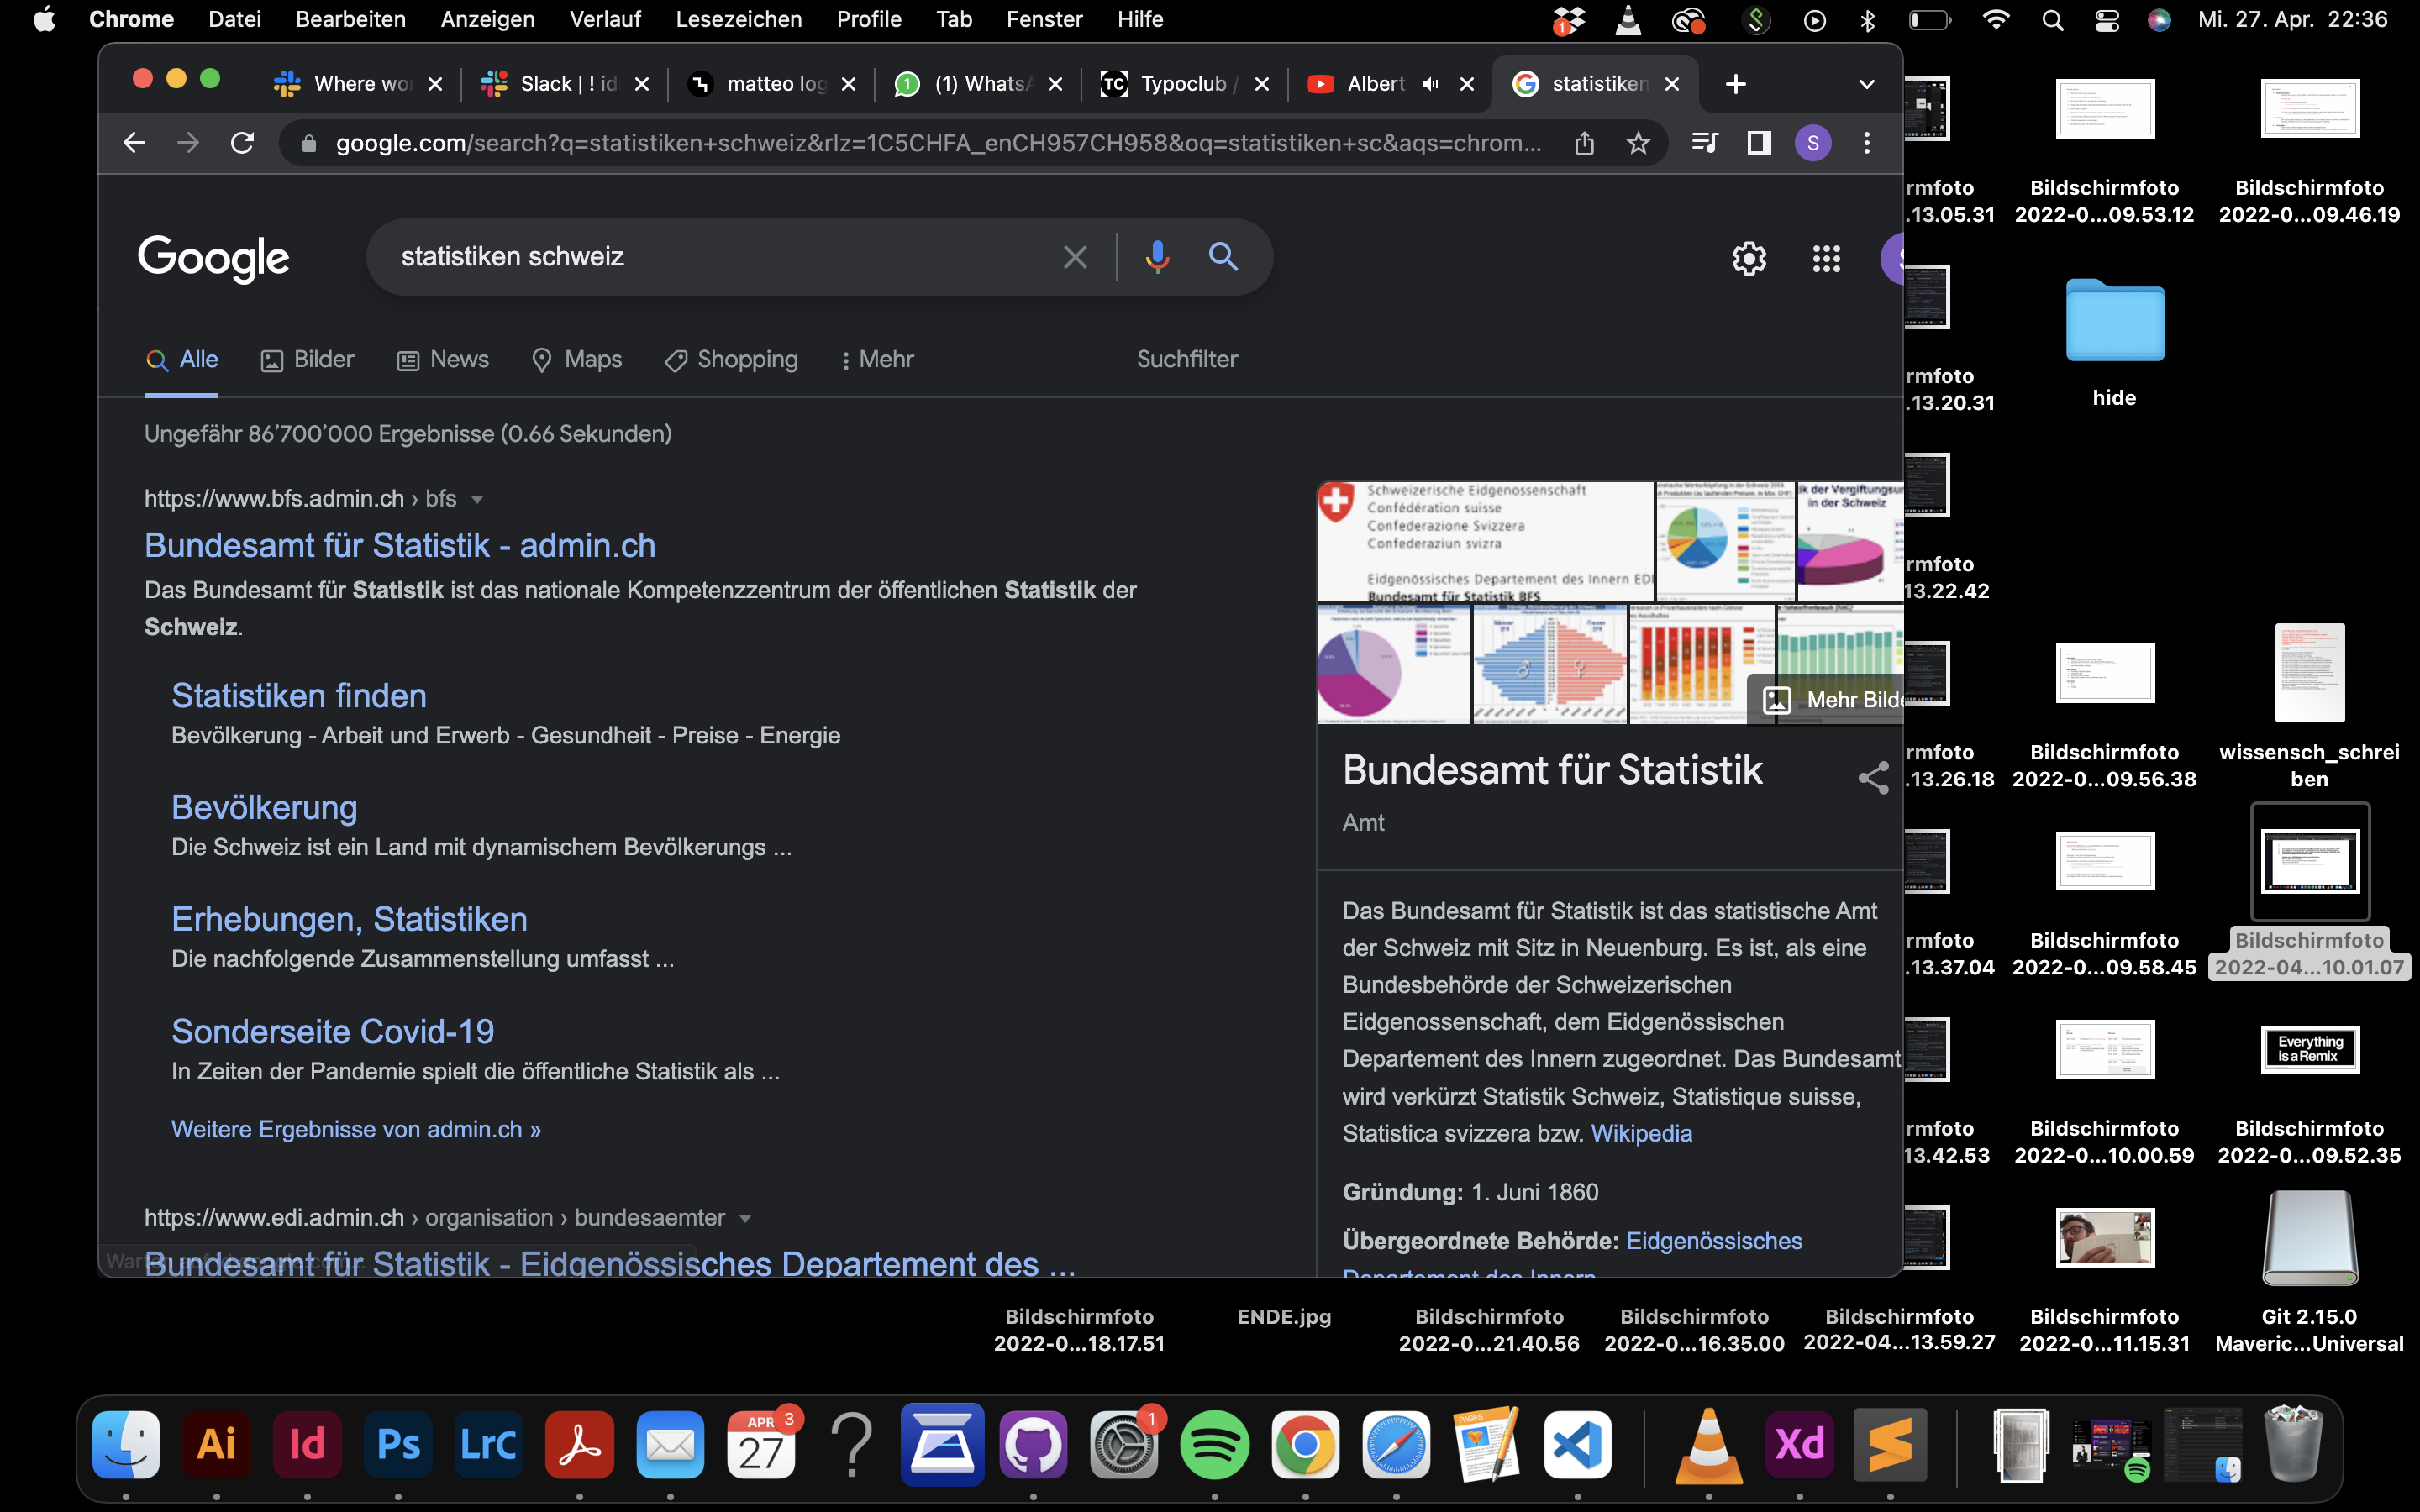 Chrome Datei Bearbeiten Anzeigen Verlauf Lesezeichen Profile Tab Fenster Hilfe
1
Mi. 27. Apr. 22:36
Where wo
Slack | ! id
matteo log
(1) WhatsA
TC Typoclub /
Albert
statistiken
google.com/search?q=statistiken+schweiz&rlz=1C5CHFA_enCH957CH958&oq=statistiken+sc&aqs=chrom...
S
Google
statistiken schweiz
Alle
Bilder
News
Maps
Shopping
Mehr
Suchfilter
Ungefähr 86’700’000 Ergebnisse (0.66 Sekunden)
https://www.bfs.admin.ch › bfs
Bundesamt für Statistik - admin.ch
Das Bundesamt für Statistik ist das nationale Kompetenzzentrum der öffentlichen Statistik der
Schweiz.
Statistiken finden
Bevölkerung - Arbeit und Erwerb - Gesundheit - Preise - Energie
Bevölkerung
Die Schweiz ist ein Land mit dynamischem Bevölkerungs ...
Erhebungen, Statistiken
Die nachfolgende Zusammenstellung umfasst ...
Sonderseite Covid-19
In Zeiten der Pandemie spielt die öffentliche Statistik als ...
Weitere Ergebnisse von admin.ch »
https://www.edi.admin.ch › organisation › bundesaemter
Bundesamt für Statistik - Eidgenössisches Departement des ...
Schweizerische Eidgenossenschaft
Confédération suisse
Confederazione Svizzera
Confederaziun svizra
Eidgenössisches Departement des Innern EDI
Bundesamt für Statistik BFS
ik der Vergiftungsur
in der Schweiz
Mehr Bilde
Bundesamt für Statistik
Amt
Das Bundesamt für Statistik ist das statistische Amt
der Schweiz mit Sitz in Neuenburg. Es ist, als eine
Bundesbehörde der Schweizerischen
Eidgenossenschaft, dem Eidgenössischen
Departement des Innern zugeordnet. Das Bundesamt
wird verkürzt Statistik Schweiz, Statistique suisse,
Statistica svizzera bzw. Wikipedia
Gründung: 1. Juni 1860
Übergeordnete Behörde: Eidgenössisches
Departement des Innern
rmfoto
.13.05.31
Bildschirmfoto
2022-0...09.53.12
Bildschirmfoto
2022-0...09.46.19
rmfoto
.13.20.31
hide
rmfoto
13.22.42
rmfoto
.13.26.18
Bildschirmfoto
2022-0...09.56.38
wissensch_schrei
ben
rmfoto
.13.37.04
Bildschirmfoto
2022-0...09.58.45
Bildschirmfoto
2022-04...10.01.07
Everything
is a Remix
rmfoto
13.42.53
Bildschirmfoto
2022-0...10.00.59
Bildschirmfoto
2022-0...09.52.35
Bildschirmfoto
2022-0...18.17.51
ENDE.jpg
Bildschirmfoto
2022-0...21.40.56
Bildschirmfoto
2022-0...16.35.00
Bildschirmfoto
2022-04...13.59.27
Bildschirmfoto
2022-0...11.15.31
Git 2.15.0
Maveric...Universal
Ai
Id
Ps
LrC
APR 3
27
?
1
PAGES
Xd